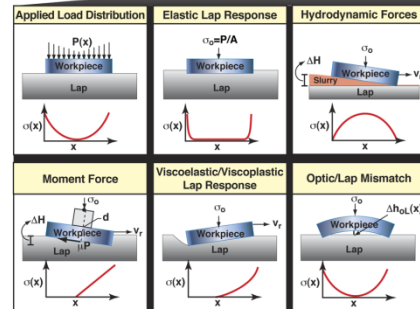 Applied Load Distribution
P(x)
Workpiece
Lap
σ(x)
x
Elastic Lap Response
σₒ=P/A
Workpiece
Lap
σ(x)
x
Hydrodynamic Forces
σₒ
ΔH
Workpiece
Slurry
Lap
σ(x)
x
Moment Force
σₒ
d
ΔH
Workpiece
vᵣ
μP
Lap
σ(x)
x
Viscoelastic/Viscoplastic
Lap Response
σₒ
Workpiece
vᵣ
Lap
σ(x)
x
Optic/Lap Mismatch
σₒ
Δhₒʟ(x)
Workpiece
Lap
σ(x)
x